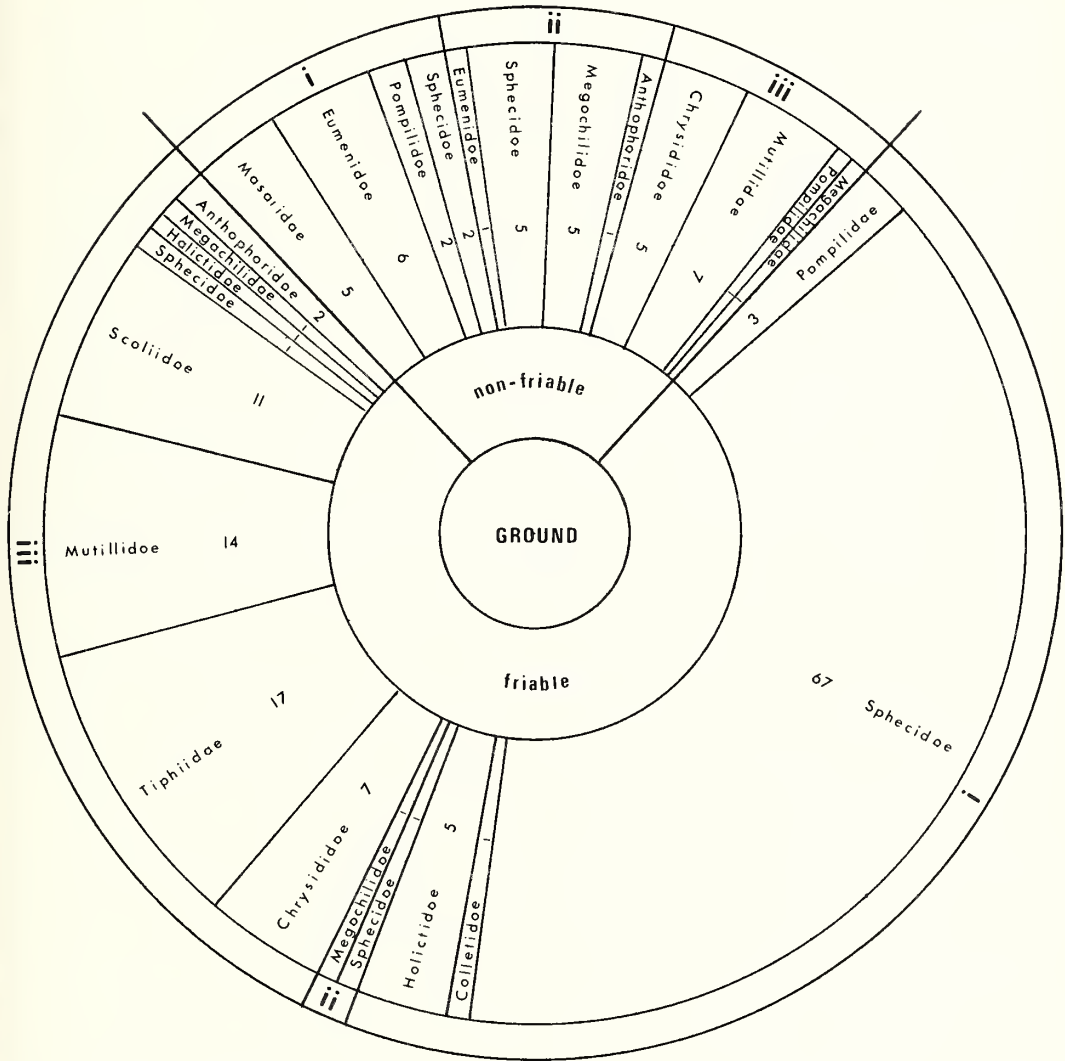 i
Masaridae 5
Eumenidae 6
Pompilidae 2
Sphecidae 2
ii
Eumenidae 1
Sphecidae 5
Megachilidae 5
Anthophoridae 1
iii
Chrysididae 5
Mutillidae 7
Pompilidae 1
Megachilidae 1
non-friable
GROUND
friable
i
Pompilidae 3
67 Sphecidae
Colletidae 1
Halictidae 5
ii
Sphecidae 1
Megachilidae 1
iii
Chrysididae 7
Tiphiidae 17
Mutillidae 14
Scoliidae 11
Sphecidae 1
Halictidae 1
Megachilidae 1
Anthophoridae 2